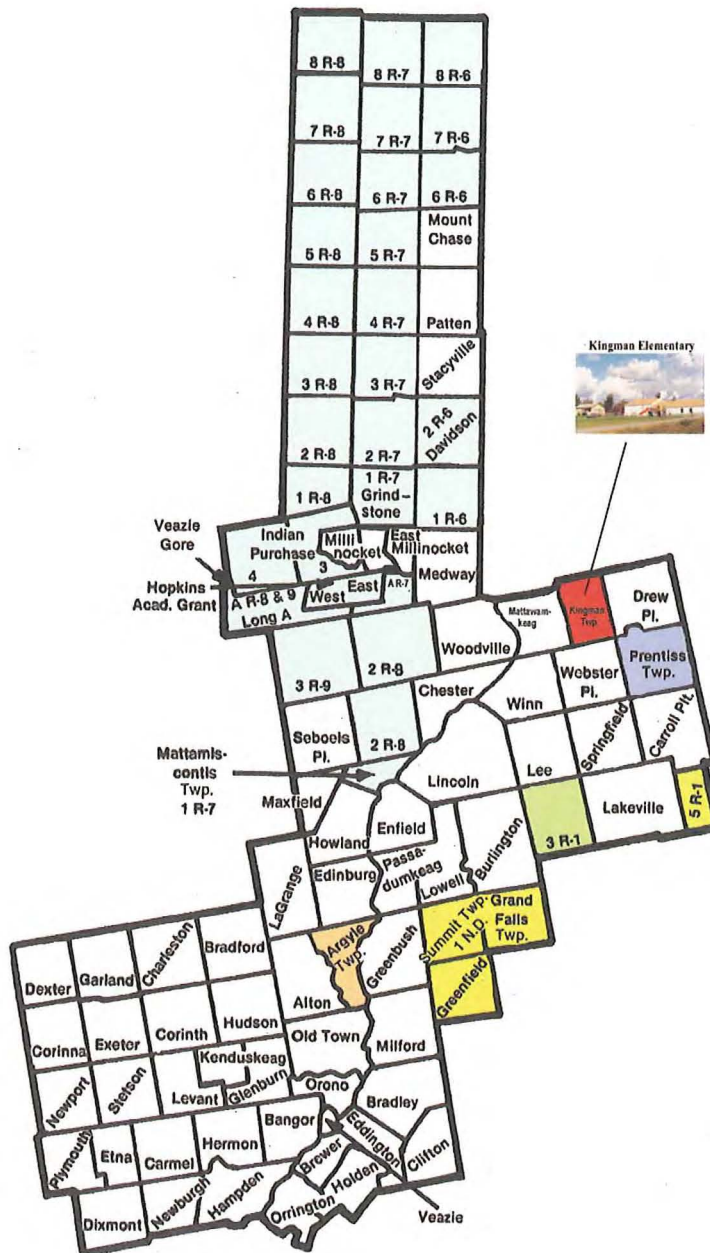 8 R-8
8 R-7
8 R-6
7 R-8
7 R-7
7 R-6
6 R-8
6 R-7
6 R-6
Mount
Chase
5 R-8
5 R-7
4 R-8
4 R-7
Patten
Kingman Elementary
3 R-8
3 R-7
Stacyville
2 R-8
2 R-7
2 R-6
Davidson
1 R-8
1 R-7
Grind-
stone
1 R-6
Veazie
Gore
Indian
Purchase
4
3
Milli
nocket
East
Millinocket
Medway
Hopkins
Acad. Grant
A R-8 & 9
Long A
West
East
A R-7
Mattawam-
keag
Kingman
Twp.
Drew
Pl.
Woodville
3 R-9
2 R-8
Chester
Winn
Webster
Pl.
Prentiss
Twp.
Seboeis
Pl.
2 R-8
Mattamis-
contis
Twp.
1 R-7
Lincoln
Lee
Springfield
Carroll Plt.
Maxfield
Howland
Enfield
3 R-1
Lakeville
5 R-1
LaGrange
Edinburg
Passa-
dumkeag
Lowell
Burlington
Dexter
Garland
Charleston
Bradford
Alton
Argyle
Twp.
Greenbush
Summit Twp.
1 N.D.
Grand
Falls
Twp.
Greenfield
Corinna
Exeter
Corinth
Hudson
Old Town
Milford
Newport
Stetson
Levant
Kenduskeag
Glenburn
Orono
Bradley
Plymouth
Etna
Carmel
Hermon
Bangor
Eddington
Clifton
Dixmont
Newburgh
Hampden
Brewer
Orrington
Holden
Veazie